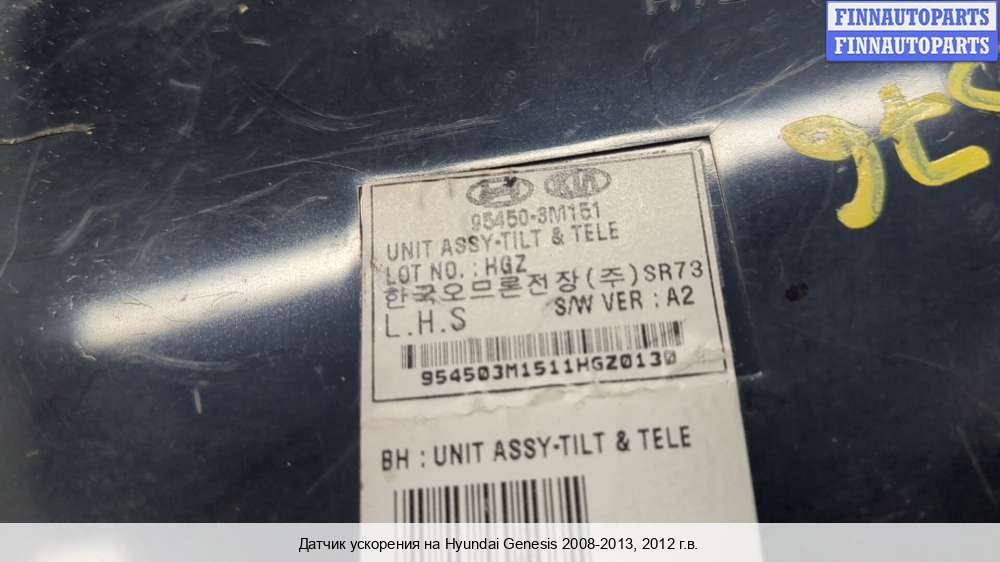 FINNAUTOPARTS
FINNAUTOPARTS
KIA
95450-3M151
UNIT ASSY-TILT & TELE
LOT NO. : HGZ
한국오므론전장(주)SR73
L.H.S S/W VER : A2
954503M1511HGZ0130
BH : UNIT ASSY-TILT & TELE
Датчик ускорения на Hyundai Genesis 2008-2013, 2012 г.в.